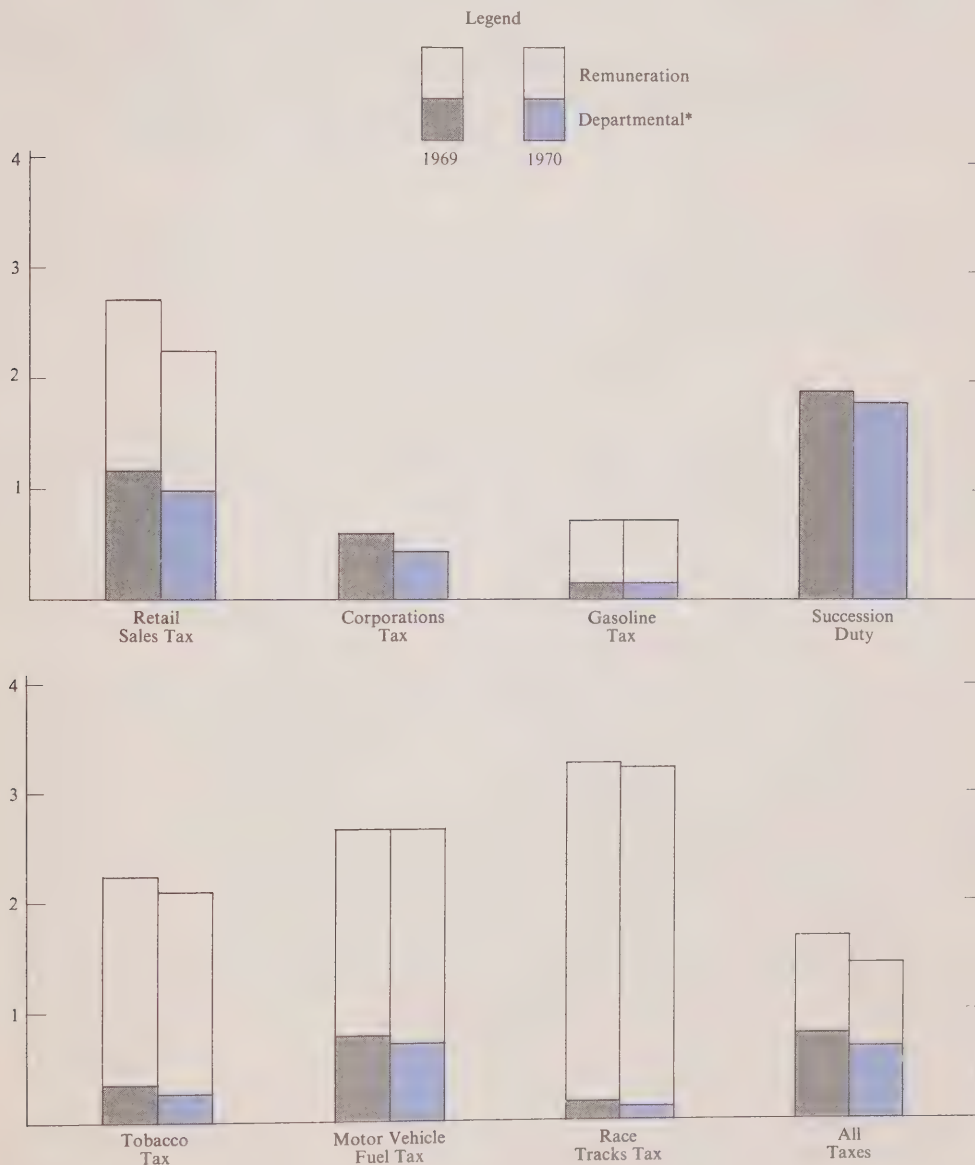 Legend
Remuneration
Departmental*
1969 1970
4
3
2
1
Retail
Sales Tax
Corporations
Tax
Gasoline
Tax
Succession
Duty
4
3
2
1
Tobacco
Tax
Motor Vehicle
Fuel Tax
Race
Tracks Tax
All
Taxes